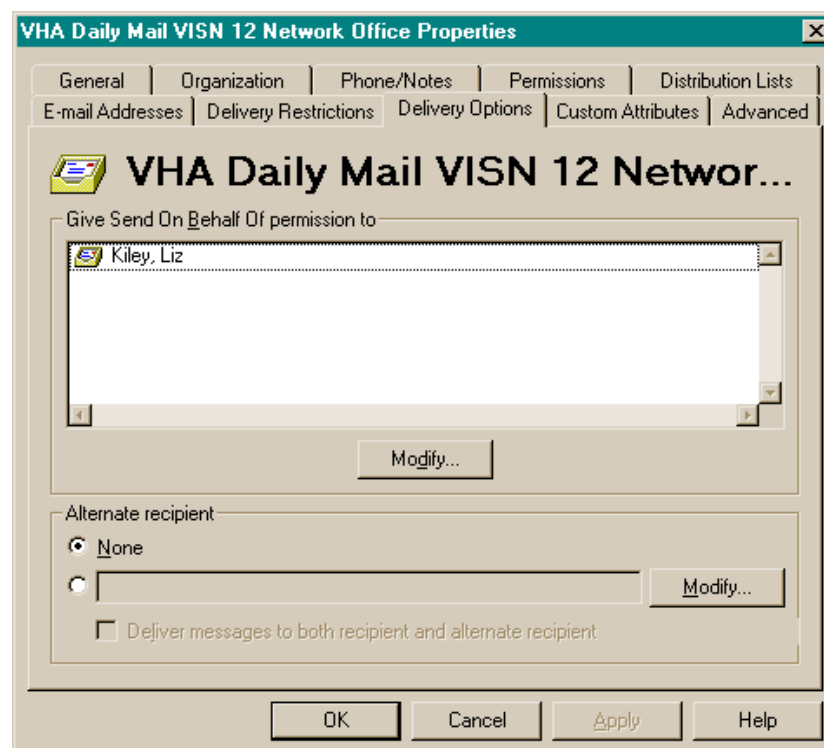 VHA Daily Mail VISN 12 Network Office Properties
General Organization Phone/Notes Permissions Distribution Lists
E-mail Addresses Delivery Restrictions Delivery Options Custom Attributes Advanced
VHA Daily Mail VISN 12 Networ...
Give Send On Behalf Of permission to
Kiley, Liz
Modify...
Alternate recipient
None
Modify...
Deliver messages to both recipient and alternate recipient
OK Cancel Apply Help